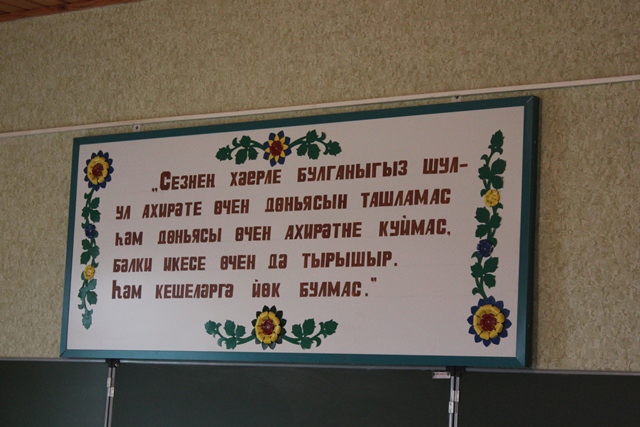 „Сезнең хәерле булганыгыз шул-
ул ахирәте өчен дөньясын ташламас
һәм дөньясы өчен ахирәтне куймас,
бәлки икесе өчен дә тырышыр.
Һәм кешеләргә йөк булмас."